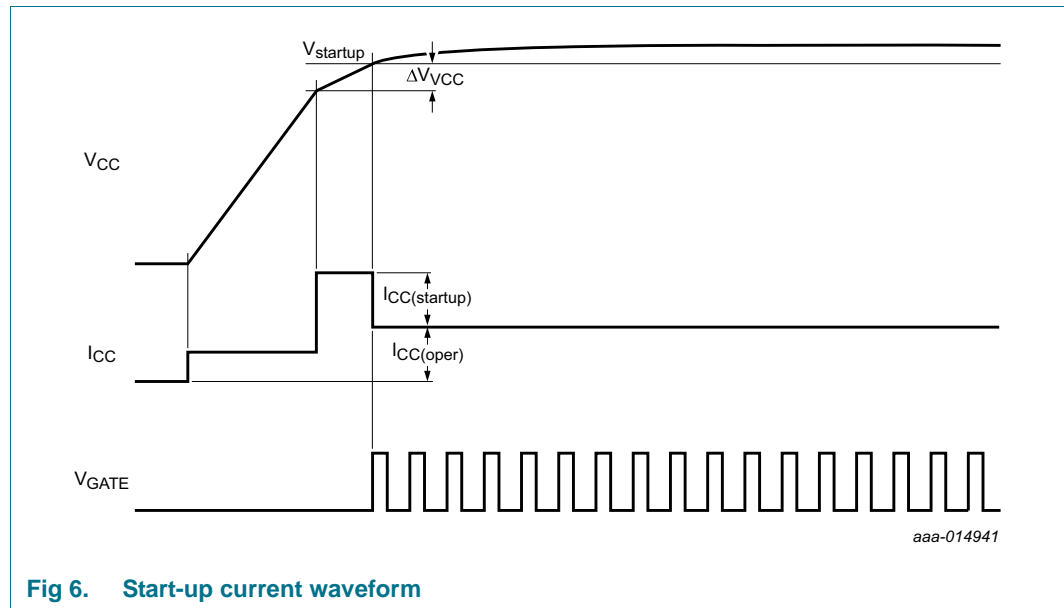 Vstartup
ΔVVCC
VCC
ICC(startup)
ICC
ICC(oper)
VGATE
aaa-014941
Fig 6. Start-up current waveform